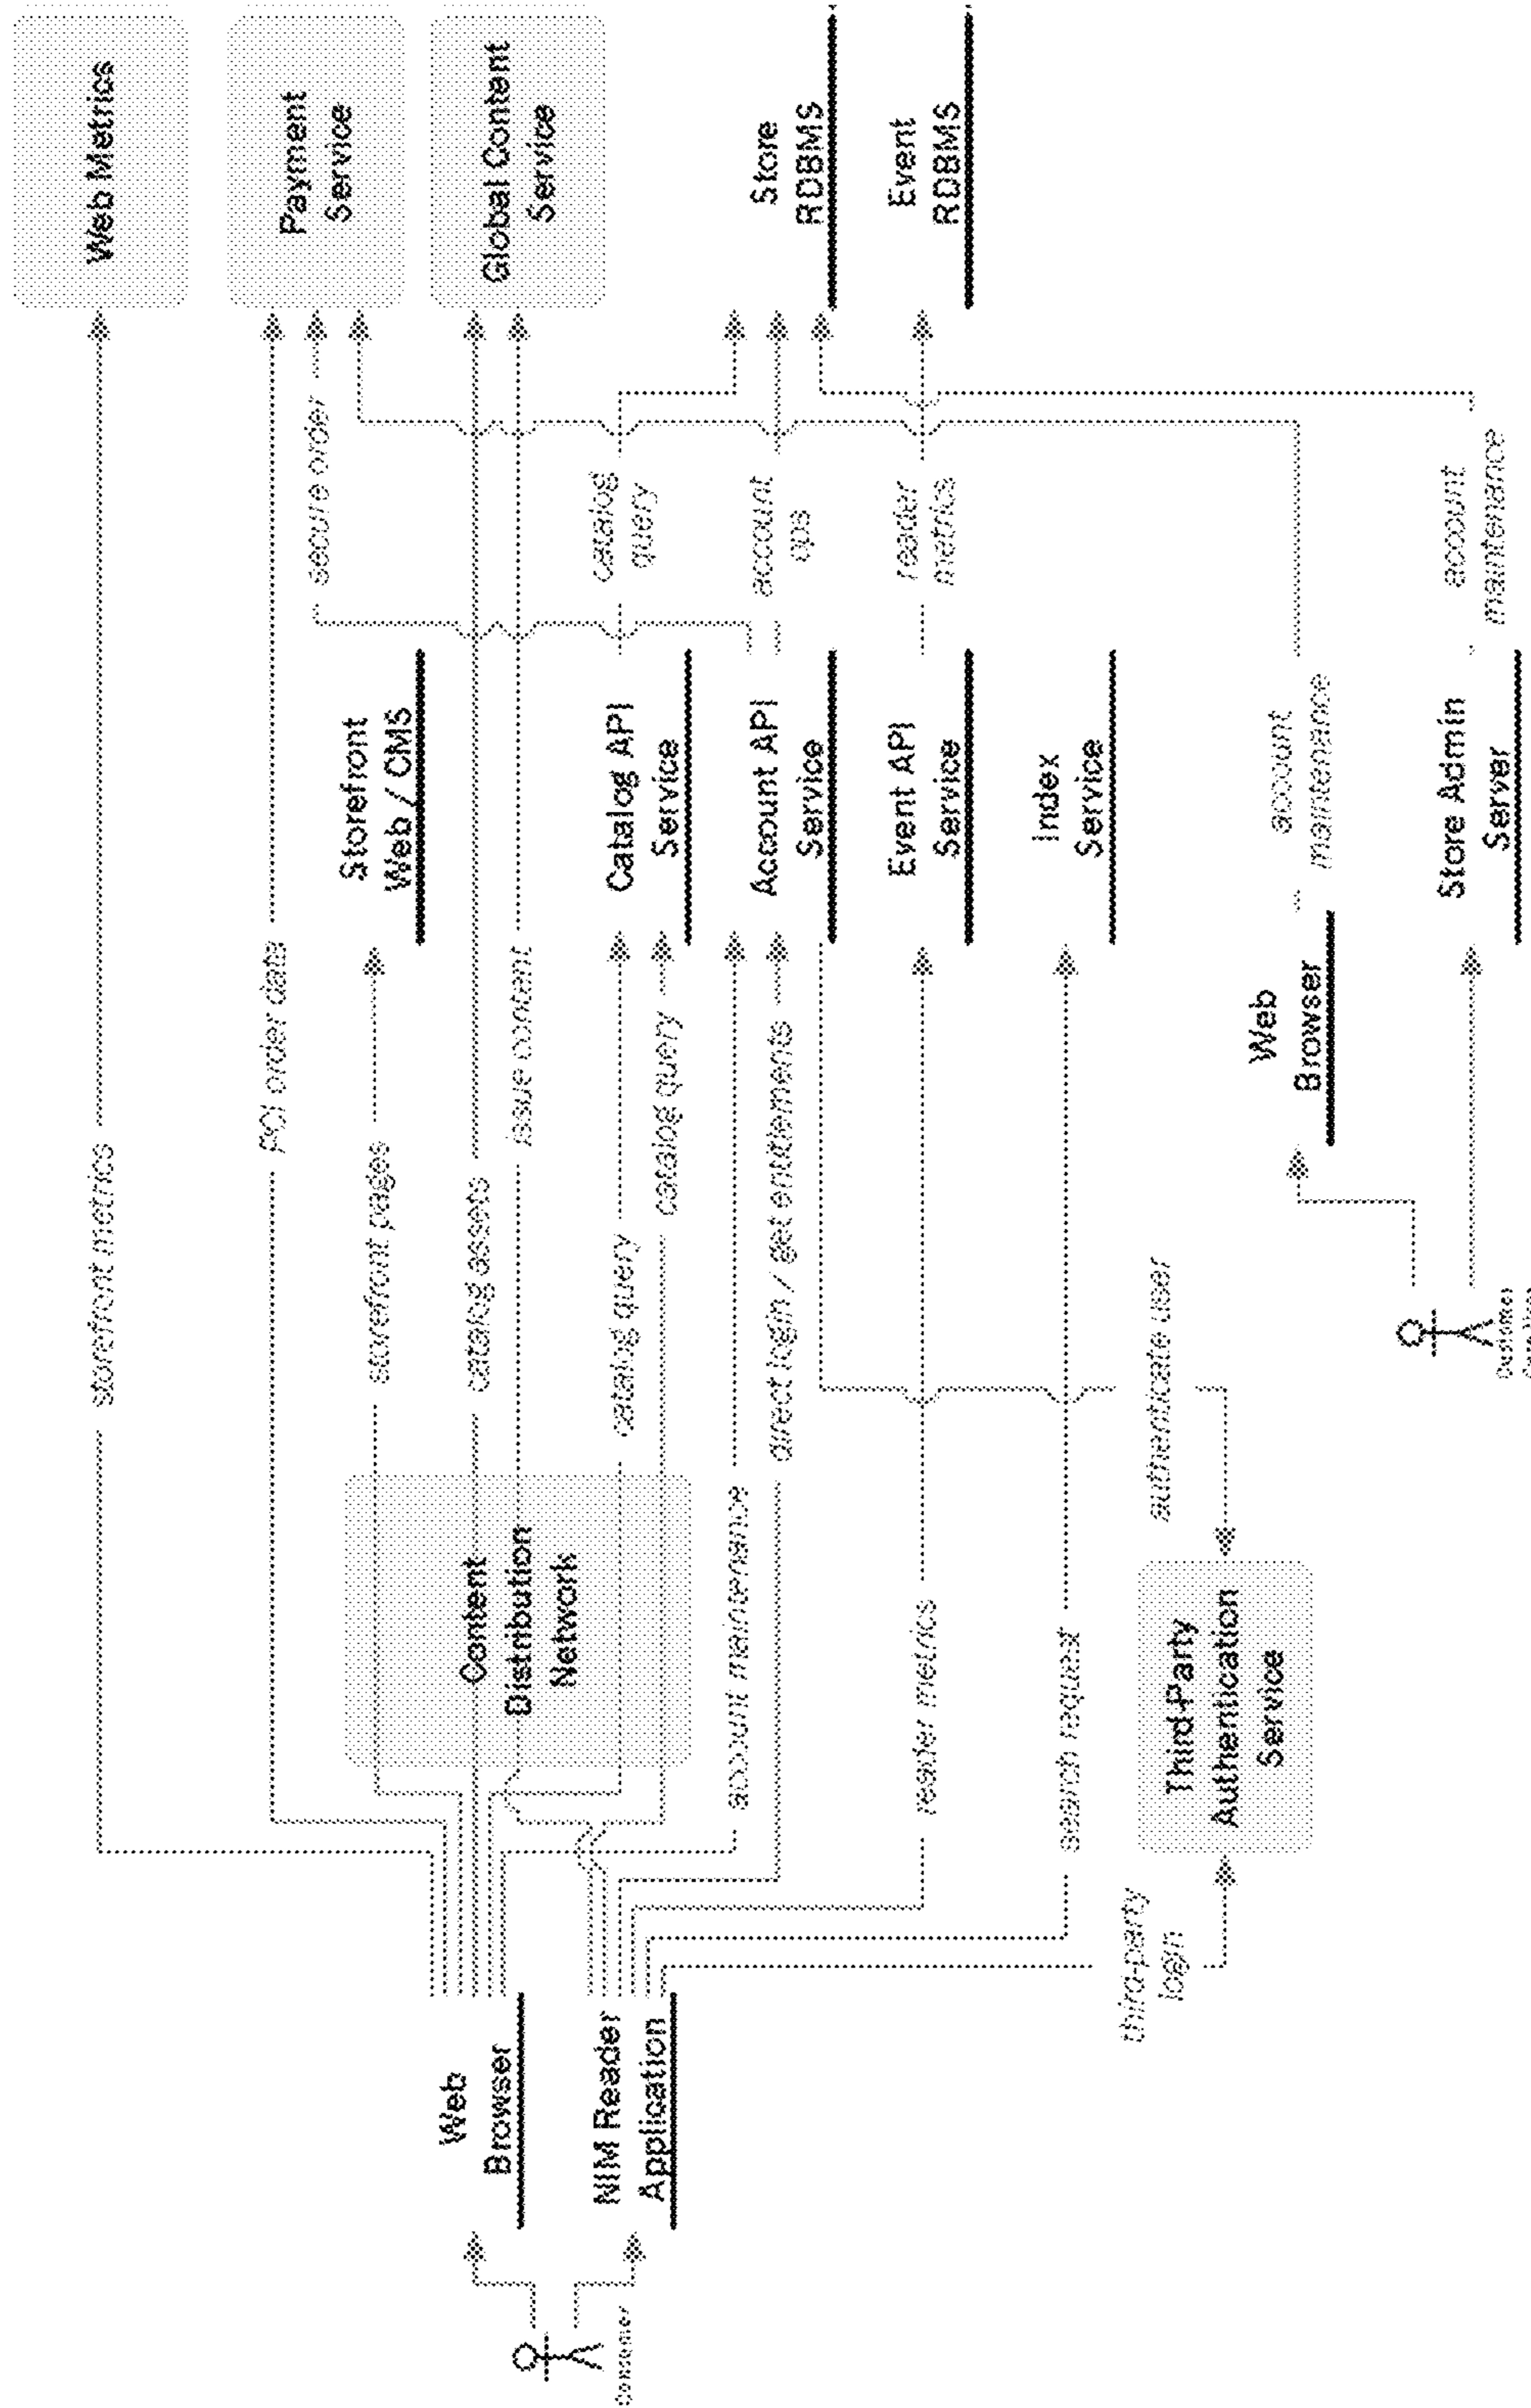 Web Metrics
Payment
Service
Global Content
Service
Store
RDBMS
Event
RDBMS
secure order
catalog
query
account
ops
reader
metrics
account
maintenance
Storefront
Web / CMS
Catalog API
Service
Account API
Service
Event API
Service
Index
Service
account
maintenance
Store Admin
Server
storefront metrics
PCI order data
storefront pages
catalog assets
issue content
catalog query
catalog query
direct login / get entitlements
Web
Browser
authenticate user
Customer
Content
Distribution
Network
account maintenance
reader metrics
search request
Third-Party
Authentication
Service
third-party
login
Web
Browser
NIM Reader
Application
Consumer